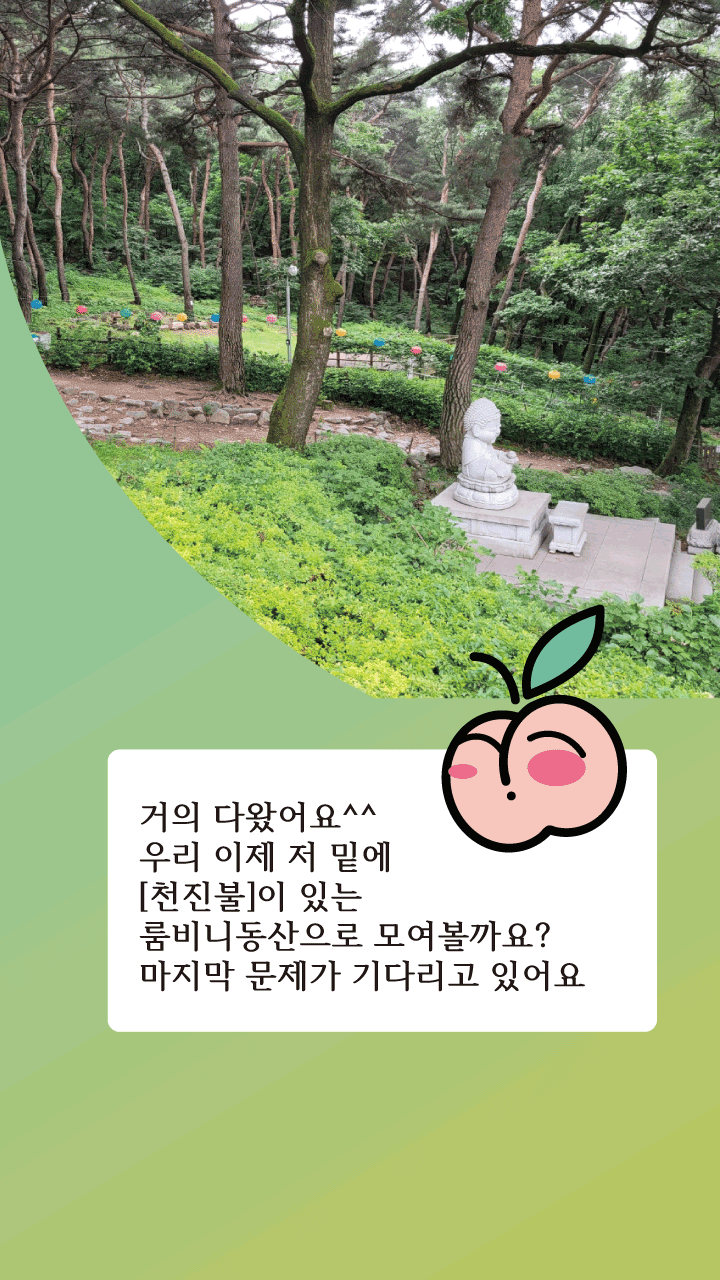 거의 다왔어요^^
우리 이제 저 밑에
[천진불]이 있는
룸비니동산으로 모여볼까요?
마지막 문제가 기다리고 있어요